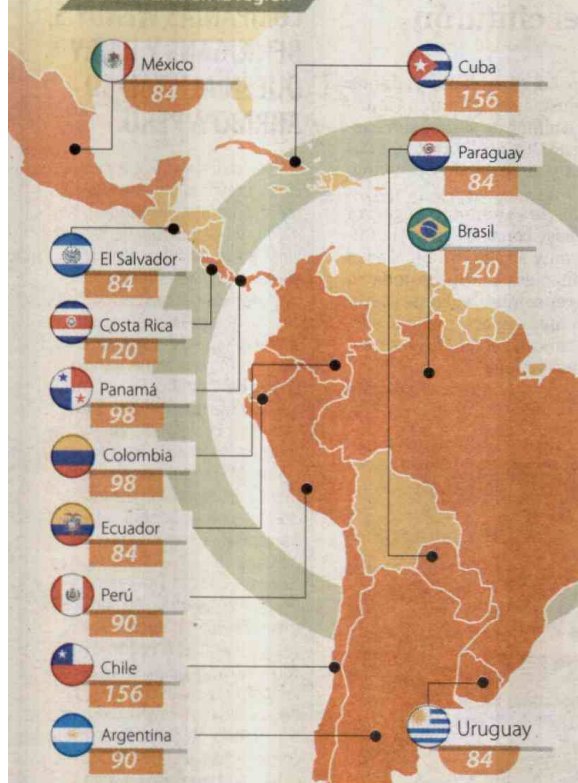 México
84
Cuba
156
Paraguay
84
Brasil
120
El Salvador
84
Costa Rica
120
Panamá
98
Colombia
98
Ecuador
84
Perú
90
Chile
156
Argentina
90
Uruguay
84